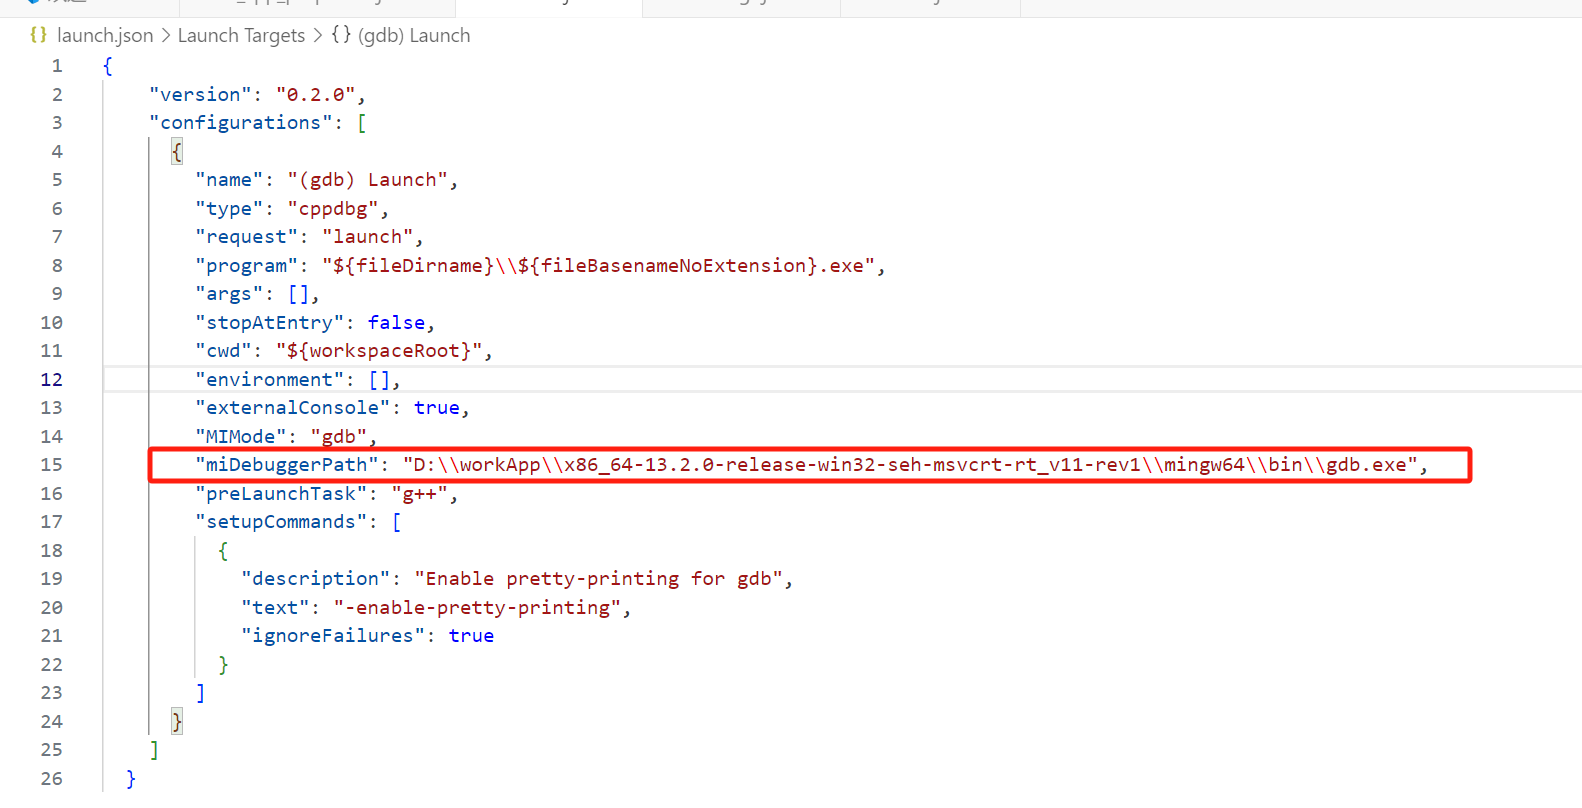 launch.json > Launch Targets > {} (gdb) Launch
1 {
2 "version": "0.2.0",
3 "configurations": [
4 {
5 "name": "(gdb) Launch",
6 "type": "cppdbg",
7 "request": "launch",
8 "program": "${fileDirname}\\${fileBasenameNoExtension}.exe",
9 "args": [],
10 "stopAtEntry": false,
11 "cwd": "${workspaceRoot}",
12 "environment": [],
13 "externalConsole": true,
14 "MIMode": "gdb",
15 "miDebuggerPath": "D:\\workApp\\x86_64-13.2.0-release-win32-seh-msvcrt-rt_v11-rev1\\mingw64\\bin\\gdb.exe",
16 "preLaunchTask": "g++",
17 "setupCommands": [
18 {
19 "description": "Enable pretty-printing for gdb",
20 "text": "-enable-pretty-printing",
21 "ignoreFailures": true
22 }
23 ]
24 }
25 ]
26 }